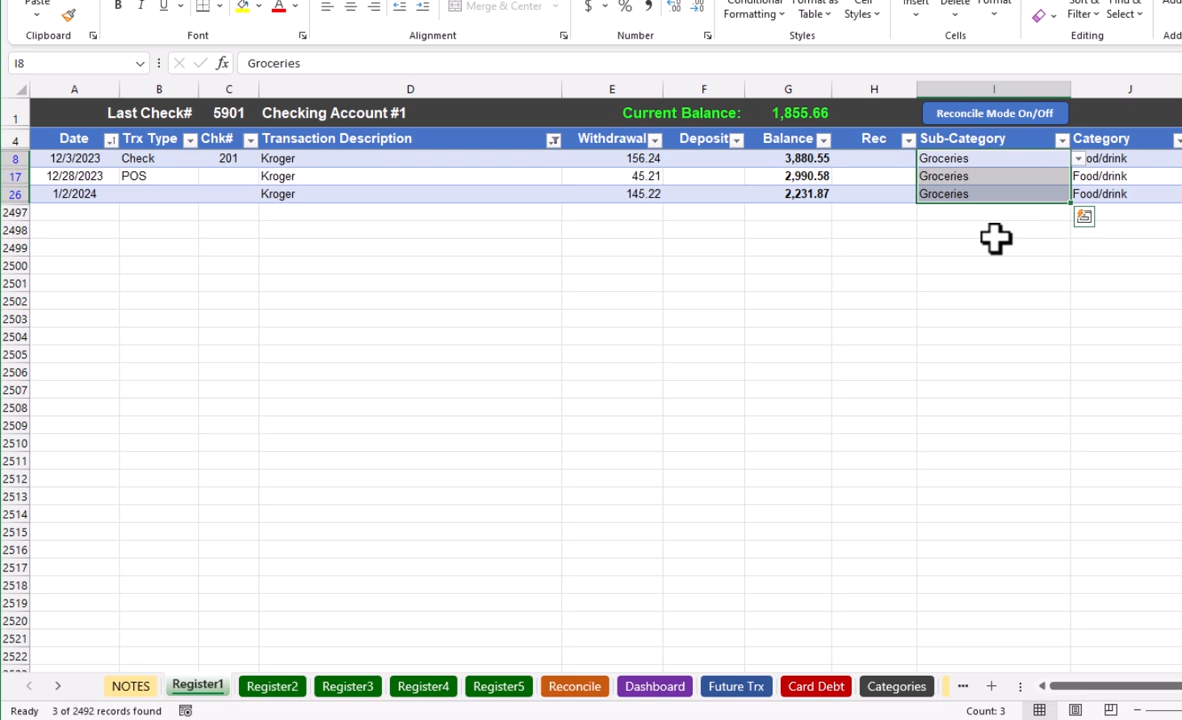 Paste
B I U A
Merge & Center
$ % 9
Conditional Format as Cell
Formatting Table Styles
Insert Delete Format
Sort & Find &
Filter Select
Clipboard Font Alignment Number Styles Cells Editing
I8 fx Groceries
A B C D E F G H I J
1 Last Check# 5901 Checking Account #1 Current Balance: 1,855.66 Reconcile Mode On/Off
4 Date Trx Type Chk# Transaction Description Withdrawal Deposit Balance Rec Sub-Category Category
8 12/3/2023 Check 201 Kroger 156.24 3,880.55 Groceries od/drink
17 12/28/2023 POS Kroger 45.21 2,990.58 Groceries Food/drink
26 1/2/2024 Kroger 145.22 2,231.87 Groceries Food/drink
2497
2498
2499
2500
2501
2502
2503
2504
2505
2506
2507
2508
2509
2510
2511
2512
2513
2514
2515
2516
2517
2518
2519
2520
2521
2522
NOTES Register1 Register2 Register3 Register4 Register5 Reconcile Dashboard Future Trx Card Debt Categories
Ready 3 of 2492 records found Count: 3